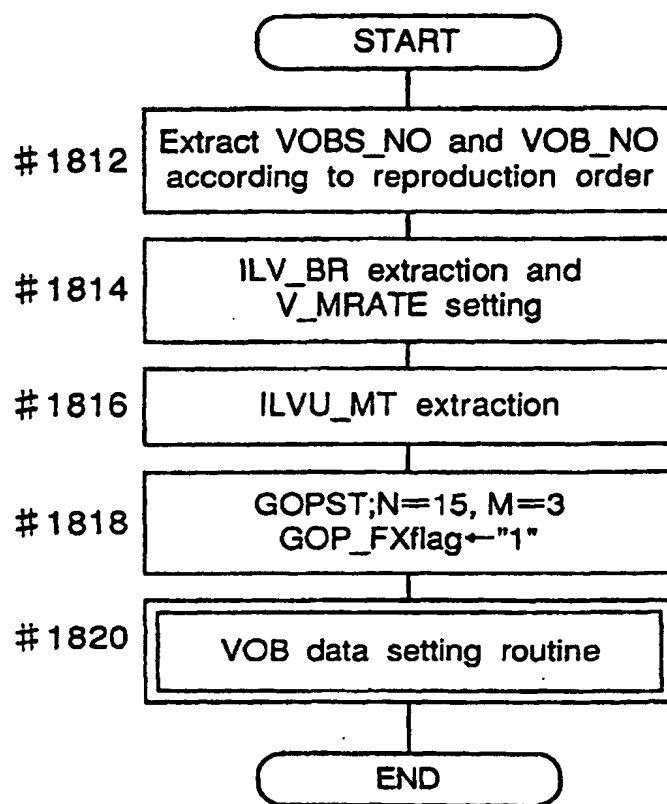 START
#1812
Extract VOBS_NO and VOB_NO
according to reproduction order
#1814
ILV_BR extraction and
V_MRATE setting
#1816
ILVU_MT extraction
#1818
GOPST;N=15, M=3
GOP_FXflag←"1"
#1820
VOB data setting routine
END